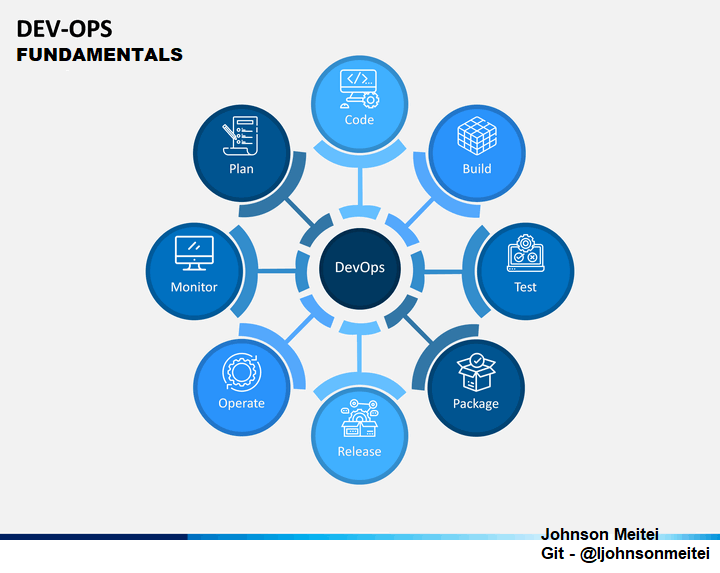 DEV-OPS
FUNDAMENTALS
</>...
Code
Plan
Build
Monitor
DevOps
Test
Operate
Package
Release
Johnson Meitei
Git - @ljohnsonmeitei